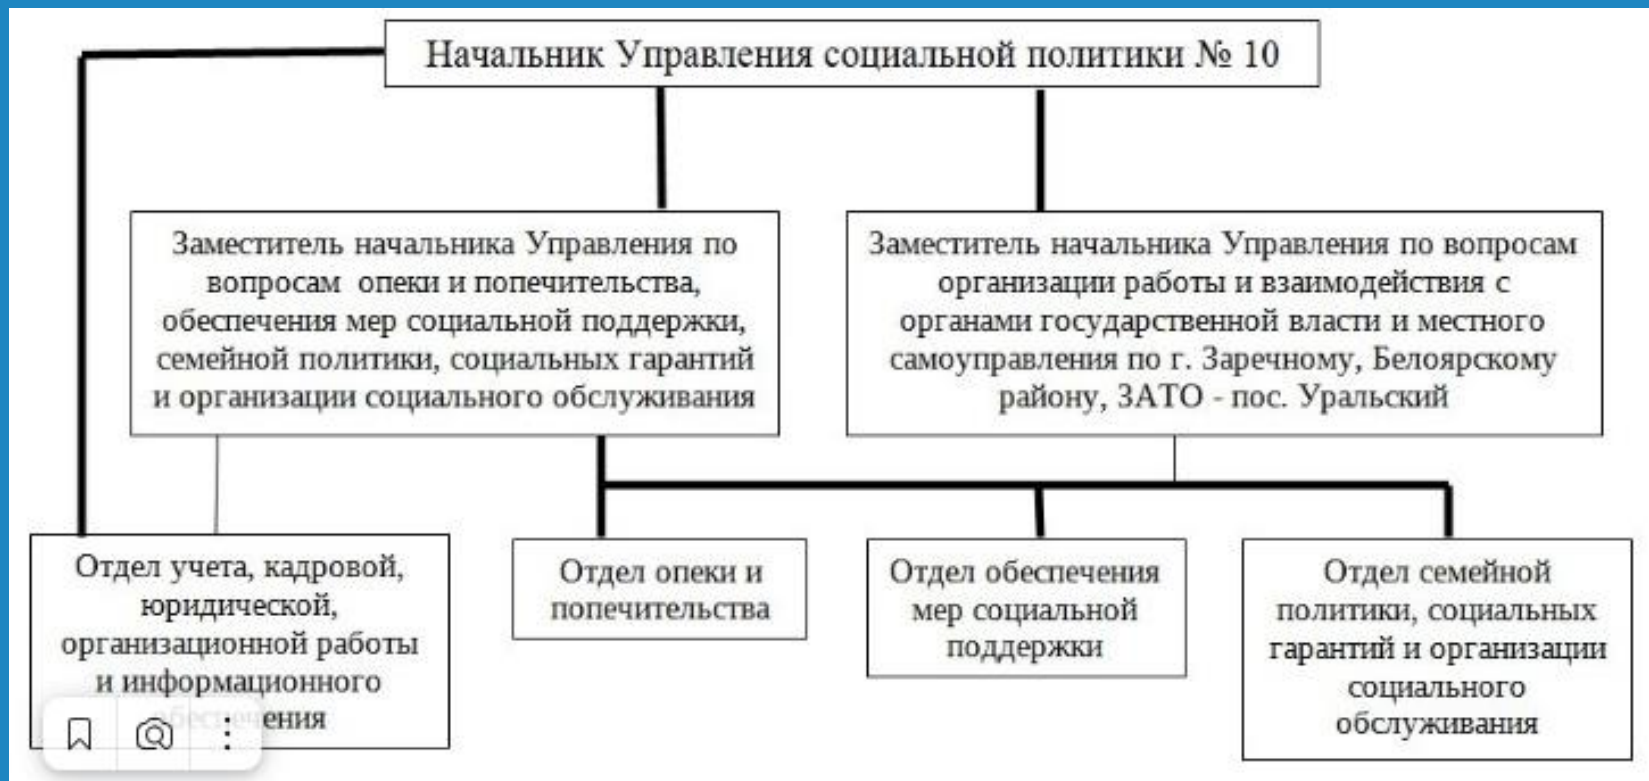 Начальник Управления социальной политики № 10
Заместитель начальника Управления по
вопросам опеки и попечительства,
обеспечения мер социальной поддержки,
семейной политики, социальных гарантий
и организации социального обслуживания
Заместитель начальника Управления по вопросам
организации работы и взаимодействия с
органами государственной власти и местного
самоуправления по г. Заречному, Белоярскому
району, ЗАТО - пос. Уральский
Отдел учета, кадровой,
юридической,
организационной работы
и информационного
обеспечения
Отдел опеки и
попечительства
Отдел обеспечения
мер социальной
поддержки
Отдел семейной
политики, социальных
гарантий и организации
социального
обслуживания